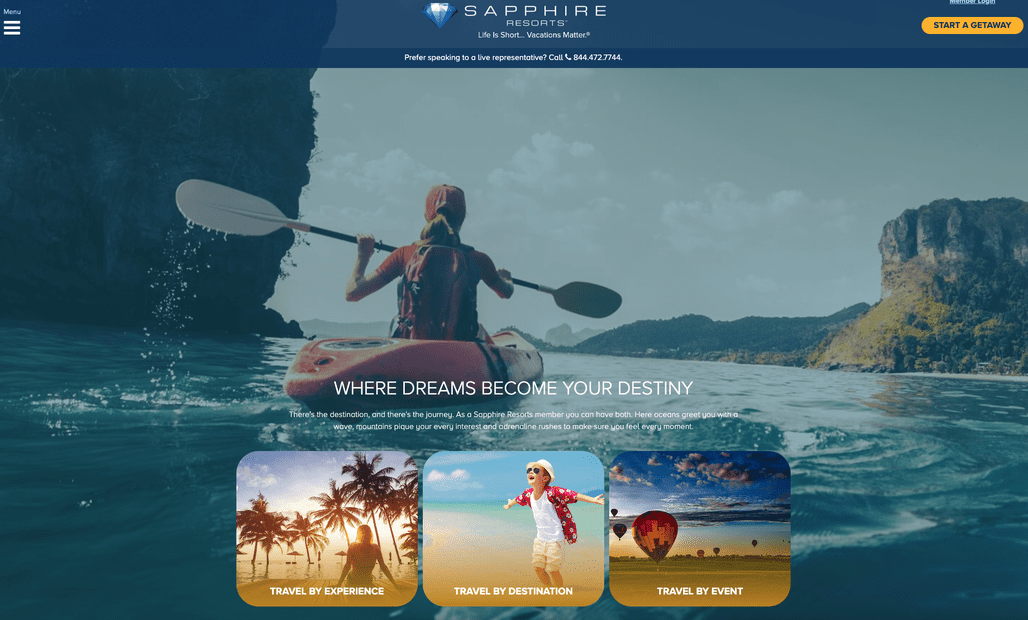 Menu
SAPPHIRE
RESORTS™
Life Is Short... Vacations Matter.®
Member Login
START A GETAWAY
Prefer speaking to a live representative? Call 844.472.7744.
WHERE DREAMS BECOME YOUR DESTINY
There's the destination, and there's the journey. As a Sapphire Resorts member you can have both. Here oceans greet you with a
wave, mountains pique your every interest and adrenaline rushes to make sure you feel every moment.
TRAVEL BY EXPERIENCE
TRAVEL BY DESTINATION
TRAVEL BY EVENT